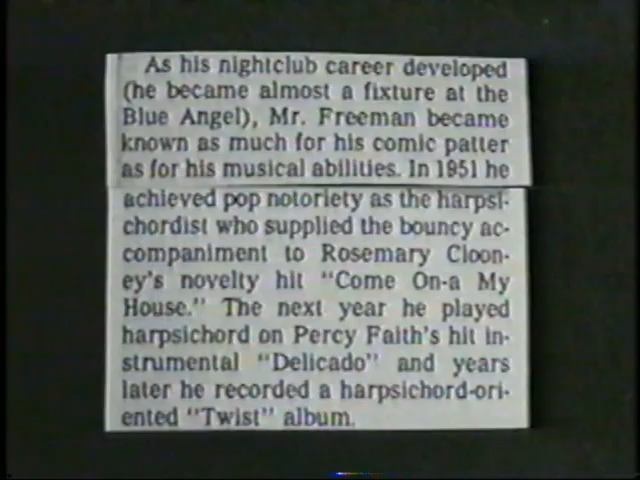 As his nightclub career developed
(he became almost a fixture at the
Blue Angel), Mr. Freeman became
known as much for his comic patter
as for his musical abilities. In 1951 he
achieved pop notoriety as the harpsi-
chordist who supplied the bouncy ac-
companiment to Rosemary Cloon-
ey's novelty hit "Come On-a My
House." The next year he played
harpsichord on Percy Faith's hit in-
strumental "Delicado" and years
later he recorded a harpsichord-ori-
ented "Twist" album.